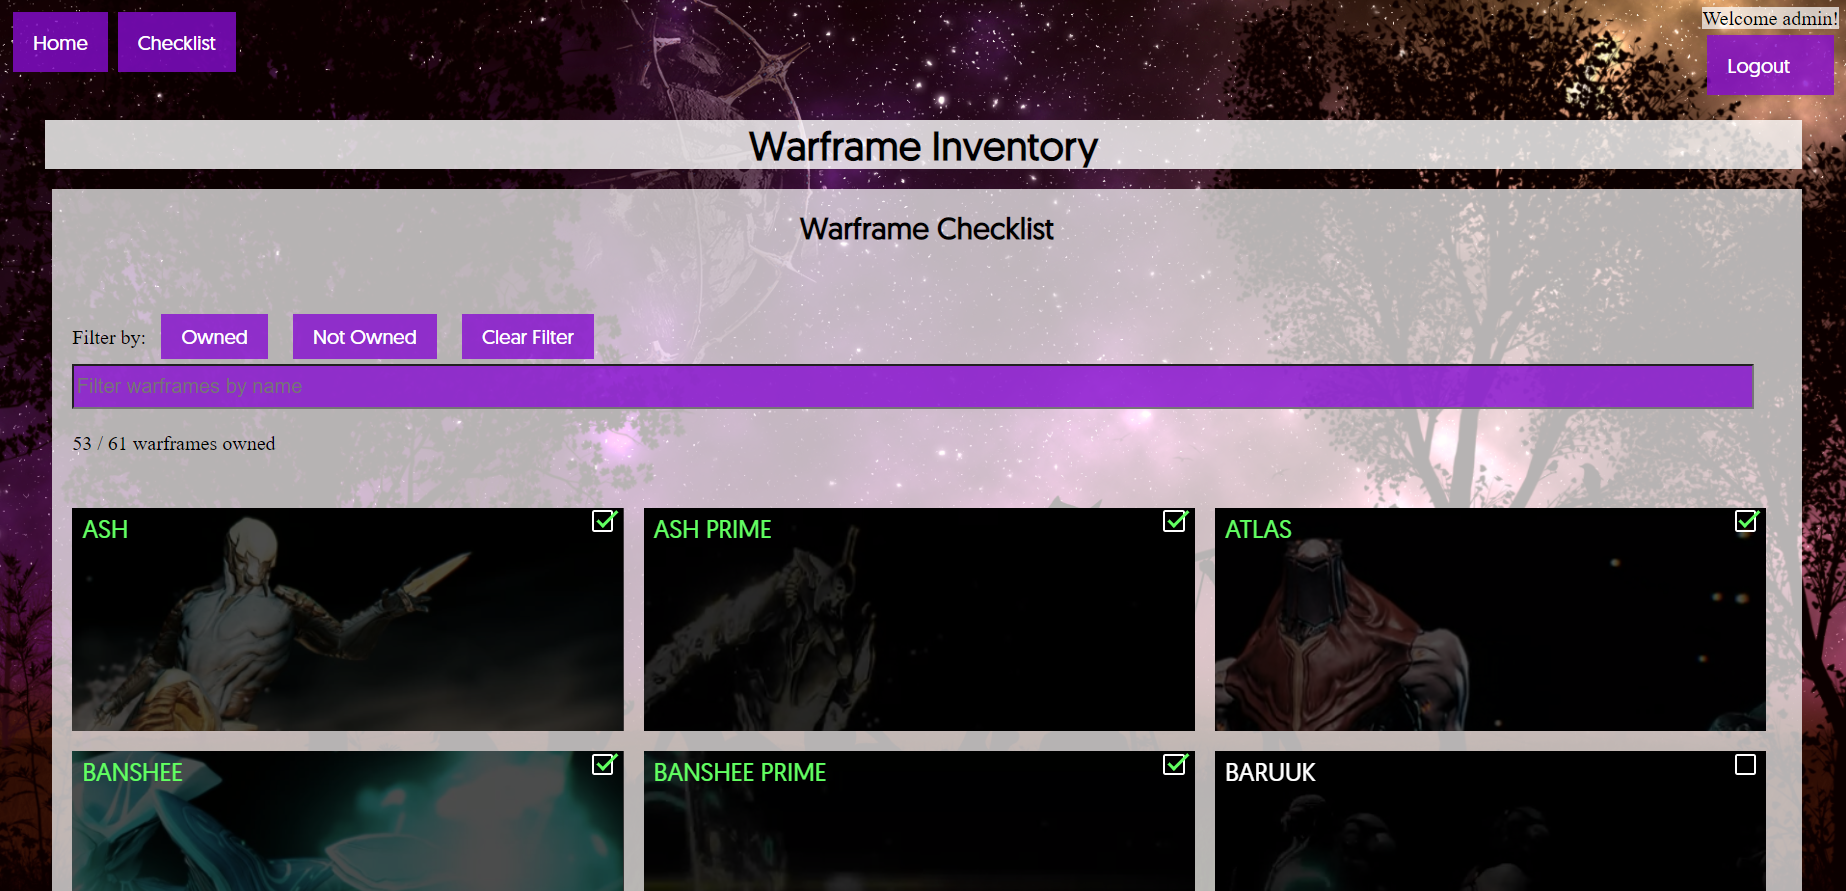 Home Checklist
Welcome admin!
Logout
Warframe Inventory
Warframe Checklist
Filter by: Owned Not Owned Clear Filter
Filter warframes by name
53 / 61 warframes owned
ASH ASH PRIME ATLAS
BANSHEE BANSHEE PRIME BARUUK